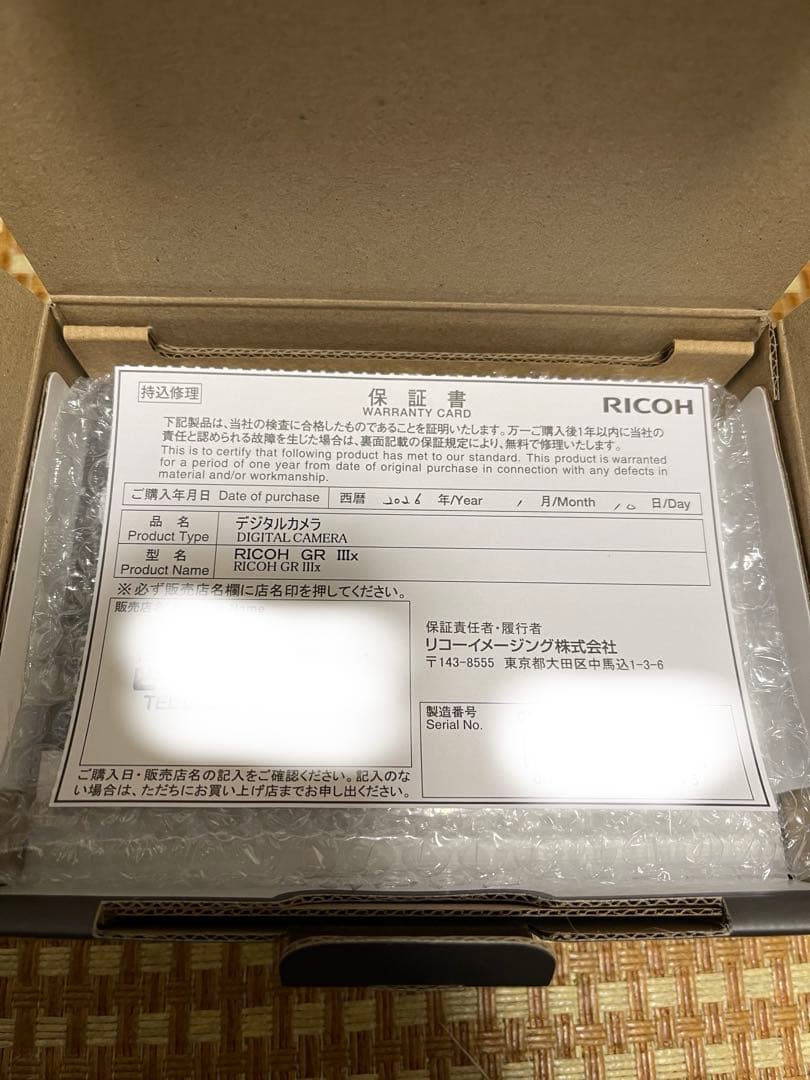 持込修理
保証書
WARRANTY CARD
RICOH
下記製品は、当社の検査に合格したものであることを証明いたします。万一ご購入後1年以内に当社の
責任と認められる故障を生じた場合は、裏面記載の保証規定により、無料で修理いたします。
This is to certify that following product has met to our standard. This product is warranted
for a period of one year from date of original purchase in connection with any defects in
material and/or workmanship.
ご購入年月日 Date of purchase 西暦 2026 年/Year 1 月/Month 10 日/Day
品名 デジタルカメラ
Product Type DIGITAL CAMERA
型名 RICOH GR IIIx
Product Name RICOH GR IIIx
※必ず販売店名欄に店名印を押してください。
販売店名
保証責任者・履行者
リコーイメージング株式会社
〒143-8555 東京都大田区中馬込1-3-6
TEL
製造番号
Serial No.
ご購入日・販売店名の記入をご確認ください。記入のな
い場合は、ただちにお買い上げ店までお申し出ください。